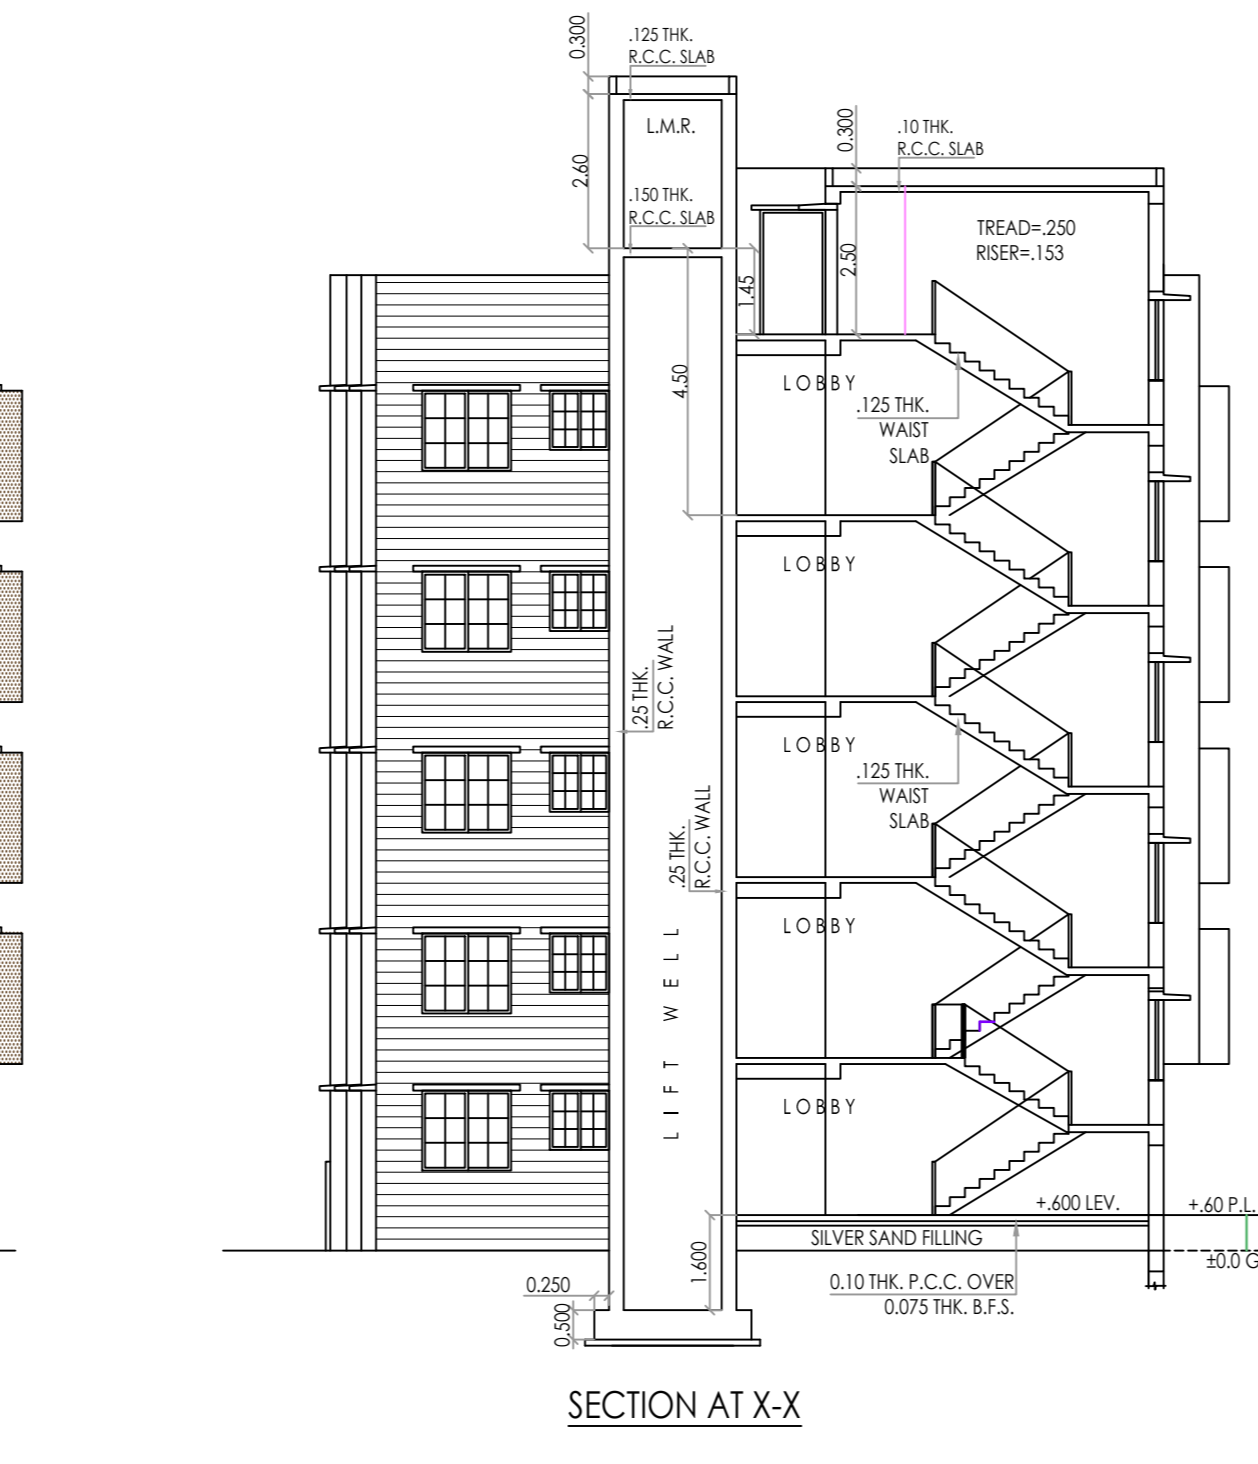 0.300
.125 THK.
R.C.C. SLAB
L.M.R.
2.60
.150 THK.
R.C.C. SLAB
0.300
.10 THK.
R.C.C. SLAB
TREAD=.250
RISER=.153
2.50
1.45
4.50
LOBBY
.125 THK.
WAIST
SLAB
LOBBY
.25 THK.
R.C.C. WALL
LOBBY
.125 THK.
WAIST
SLAB
.25 THK.
R.C.C. WALL
LOBBY
LIFT WELL
LOBBY
+.600 LEV.
+.60 P.L.
SILVER SAND FILLING
±0.0 G
1.600
0.10 THK. P.C.C. OVER
0.075 THK. B.F.S.
0.250
0.500
SECTION AT X-X